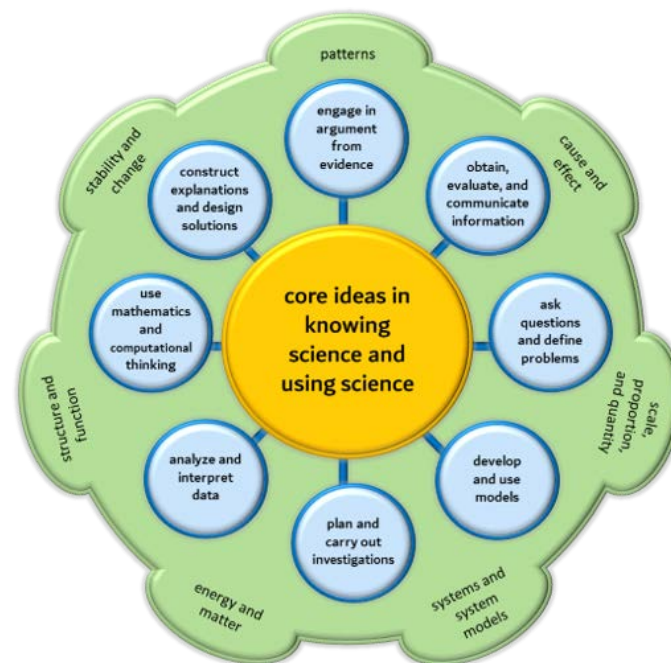 patterns
engage in
argument
from
evidence
stability and
change
cause and
effect
construct
explanations
and design
solutions
obtain,
evaluate, and
communicate
information
core ideas in
knowing
science and
using science
use
mathematics
and
computational
thinking
ask
questions
and define
problems
structure and
function
scale,
proportion,
and quantity
analyze and
interpret
data
develop
and use
models
plan and
carry out
investigations
energy and
matter
systems and
system
models